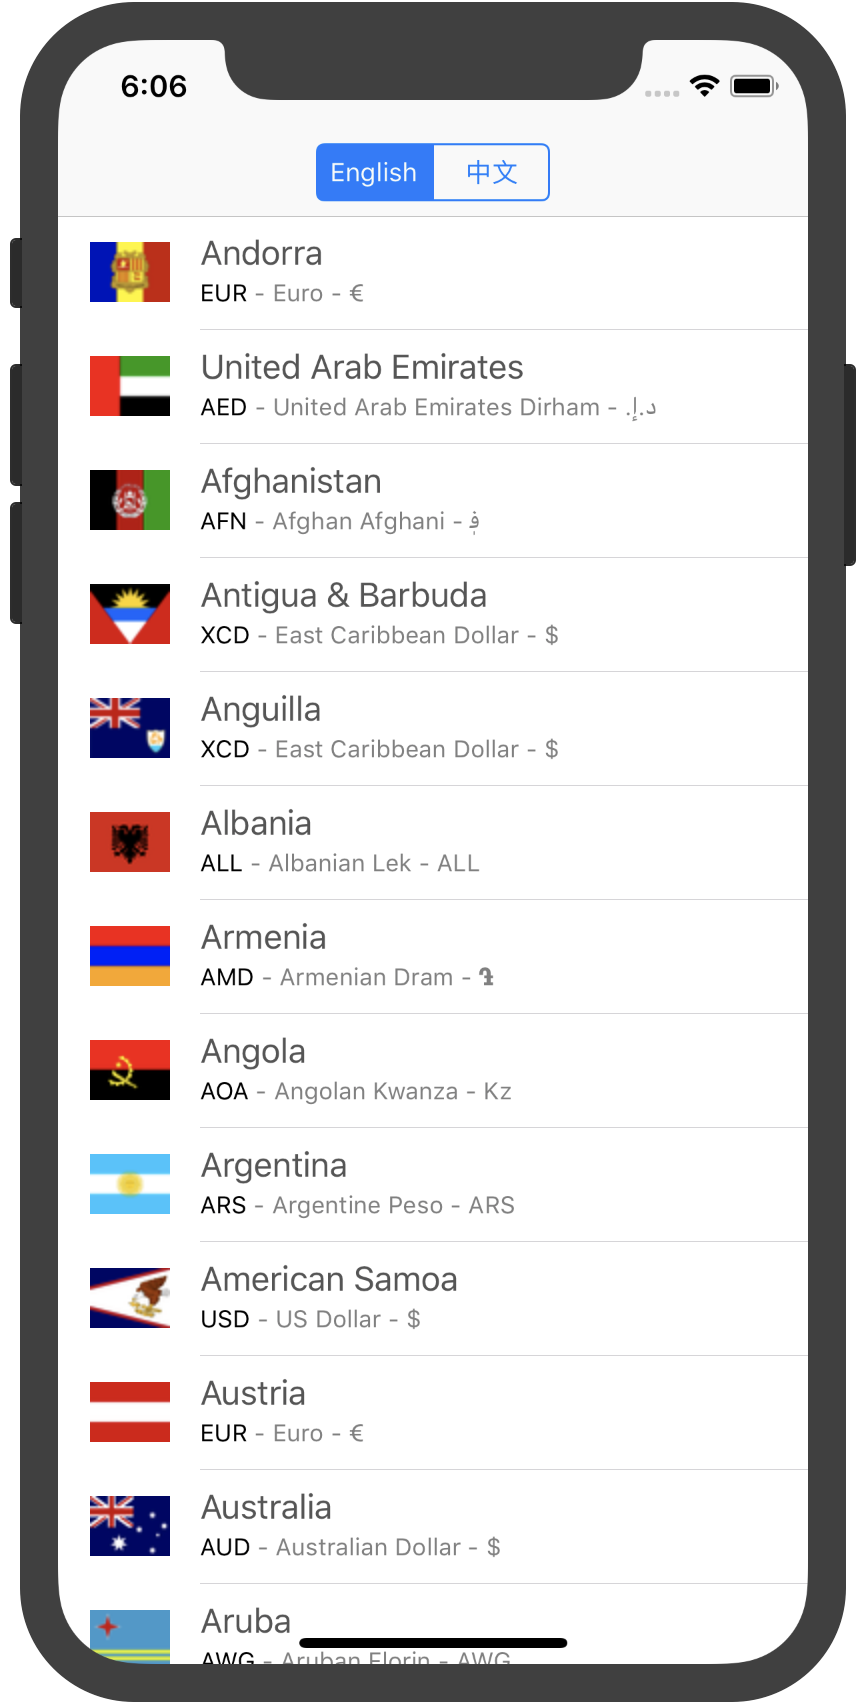 6:06
English 中文
Andorra
EUR - Euro - €
United Arab Emirates
AED - United Arab Emirates Dirham - د.إ.
Afghanistan
AFN - Afghan Afghani - ؋
Antigua & Barbuda
XCD - East Caribbean Dollar - $
Anguilla
XCD - East Caribbean Dollar - $
Albania
ALL - Albanian Lek - ALL
Armenia
AMD - Armenian Dram - ֏
Angola
AOA - Angolan Kwanza - Kz
Argentina
ARS - Argentine Peso - ARS
American Samoa
USD - US Dollar - $
Austria
EUR - Euro - €
Australia
AUD - Australian Dollar - $
Aruba
AWG - Aruban Florin - AWG